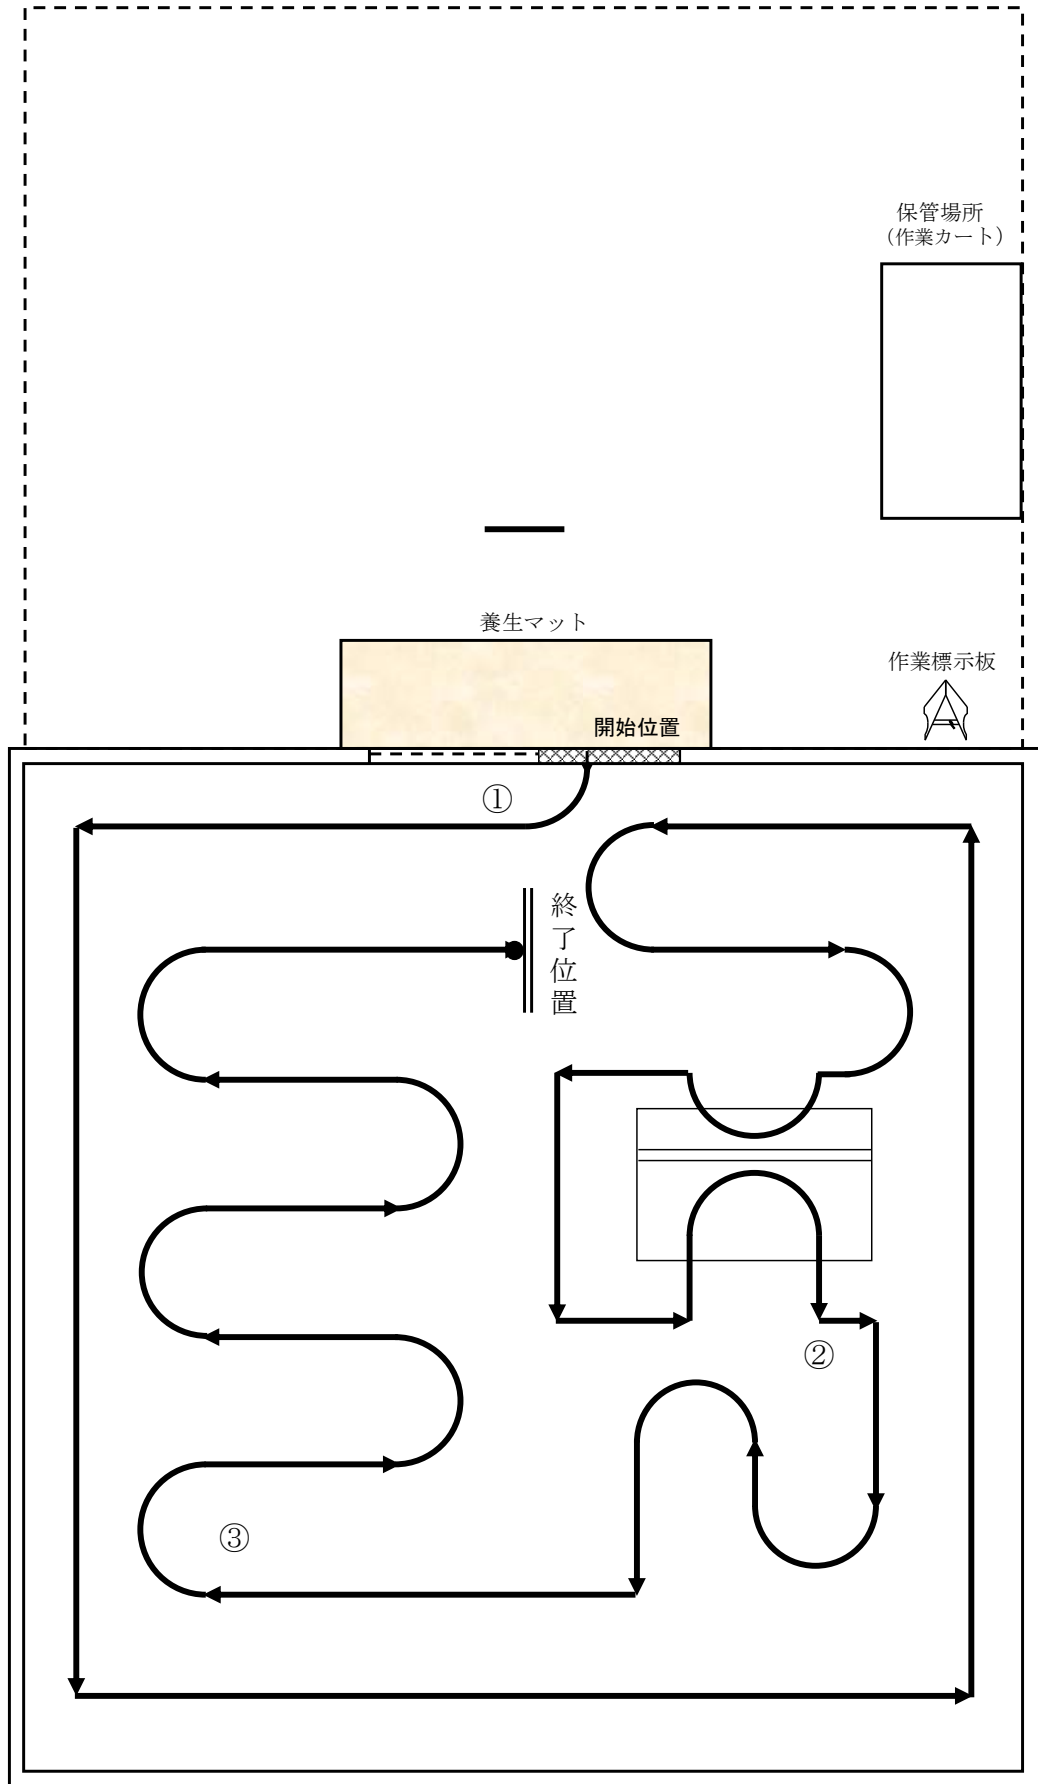 保管場所
（作業カート）
養生マット
作業標示板
開始位置
①
終了位置
②
③